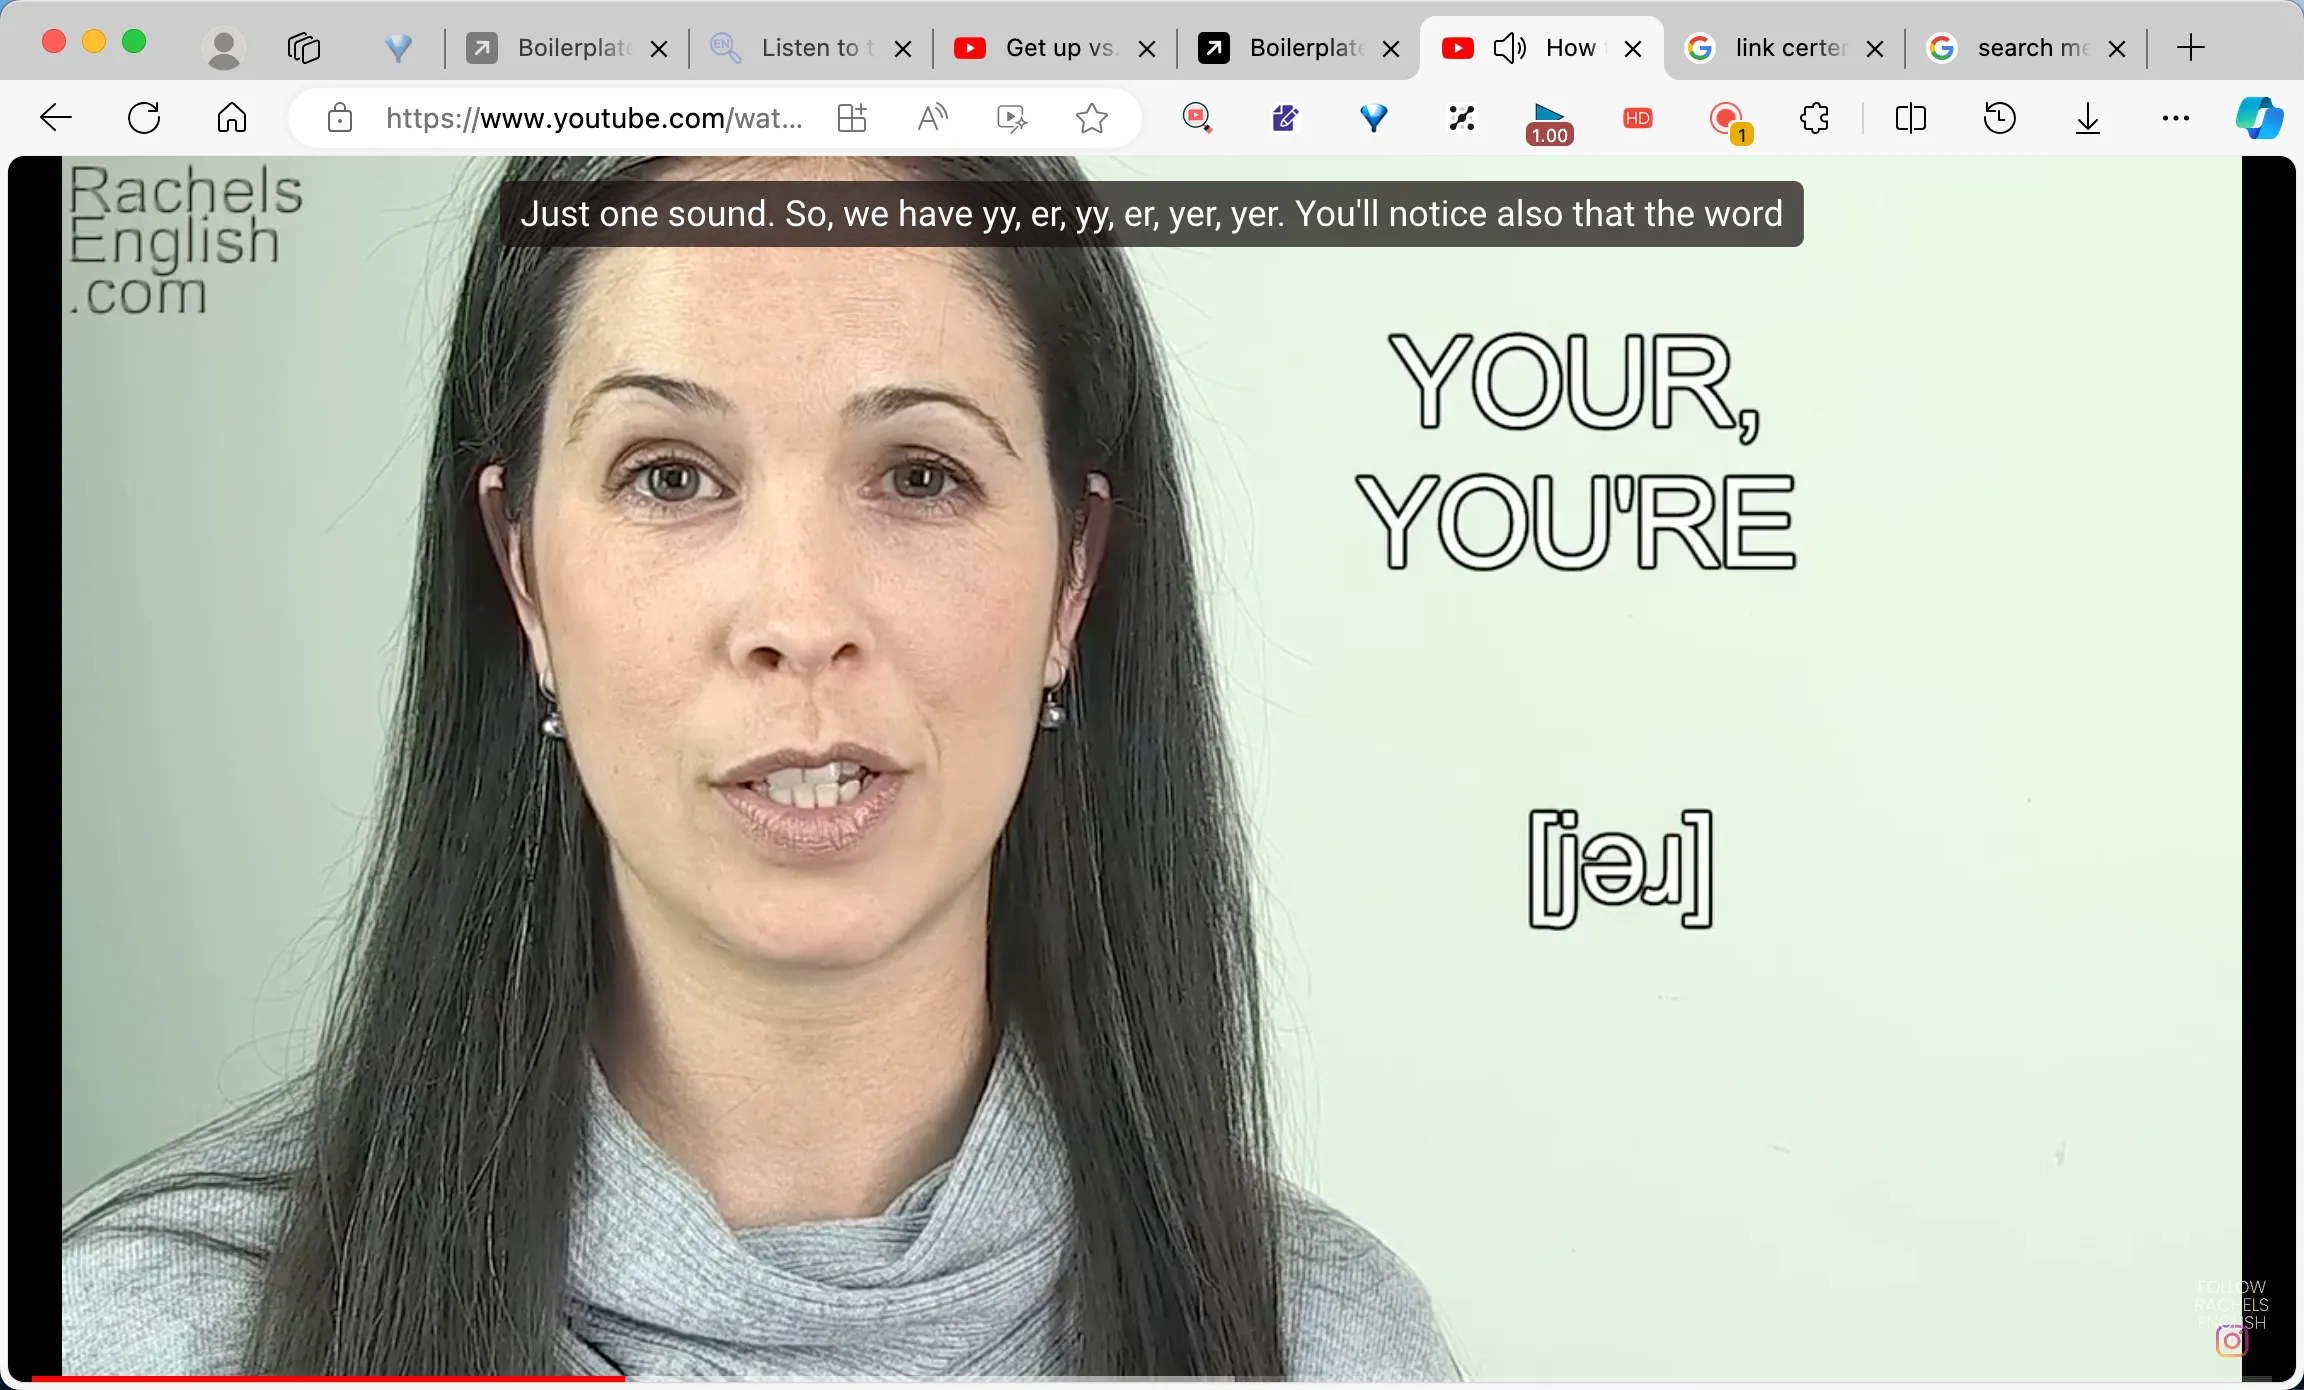 Boilerplate
Listen to t
Get up vs.
Boilerplate
How t
link certer
search me
https://www.youtube.com/wat...
1.00
HD
1
Rachels
English
.com
Just one sound. So, we have yy, er, yy, er, yer, yer. You'll notice also that the word
YOUR,
YOU'RE
[jəɹ]
FOLLOW
RACHELS
ENGLISH